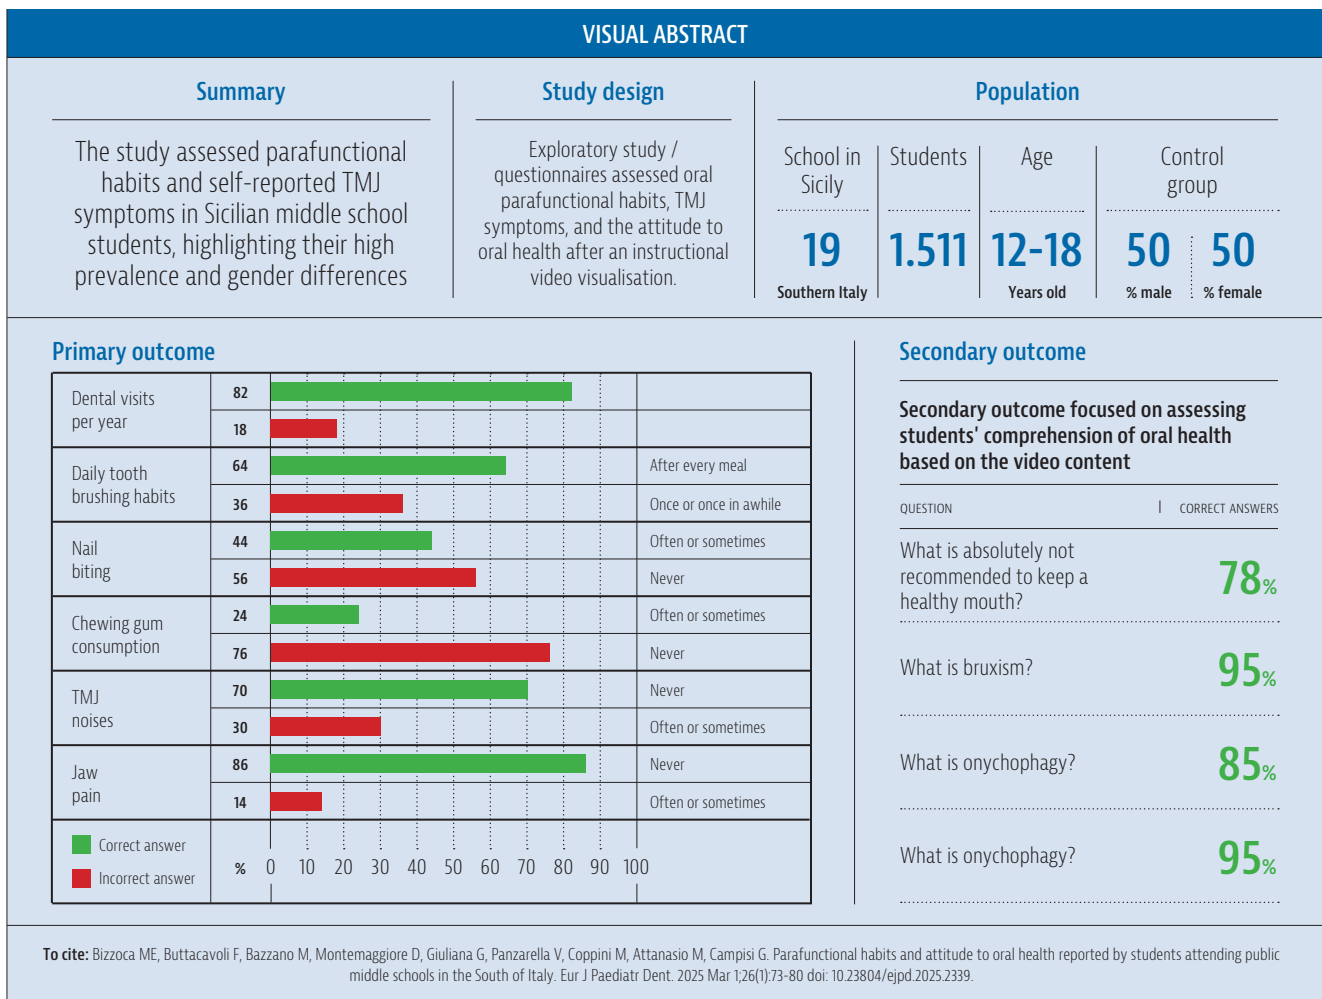 VISUAL ABSTRACT
Summary
The study assessed parafunctional
habits and self-reported TMJ
symptoms in Sicilian middle school
students, highlighting their high
prevalence and gender differences
Study design
Exploratory study /
questionnaires assessed oral
parafunctional habits, TMJ
symptoms, and the attitude to
oral health after an instructional
video visualisation.
Population
School in
Sicily
19
Southern Italy
Students
1.511
Age
12-18
Years old
Control
group
50
% male
50
% female
Primary outcome
Dental visits
per year
82
18
Daily tooth
brushing habits
64
After every meal
36
Once or once in awhile
Nail
biting
44
Often or sometimes
56
Never
Chewing gum
consumption
24
Often or sometimes
76
Never
TMJ
noises
70
Never
30
Often or sometimes
Jaw
pain
86
Never
14
Often or sometimes
Correct answer
Incorrect answer
% 0 10 20 30 40 50 60 70 80 90 100
Secondary outcome
Secondary outcome focused on assessing
students' comprehension of oral health
based on the video content
QUESTION | CORRECT ANSWERS
What is absolutely not
recommended to keep a
healthy mouth?
78%
What is bruxism?
95%
What is onychophagy?
85%
What is onychophagy?
95%
To cite: Bizzoca ME, Buttacavoli F, Bazzano M, Montemaggiore D, Giuliana G, Panzarella V, Coppini M, Attanasio M, Campisi G. Parafunctional habits and attitude to oral health reported by students attending public
middle schools in the South of Italy. Eur J Paediatr Dent. 2025 Mar 1;26(1):73-80 doi: 10.23804/ejpd.2025.2339.